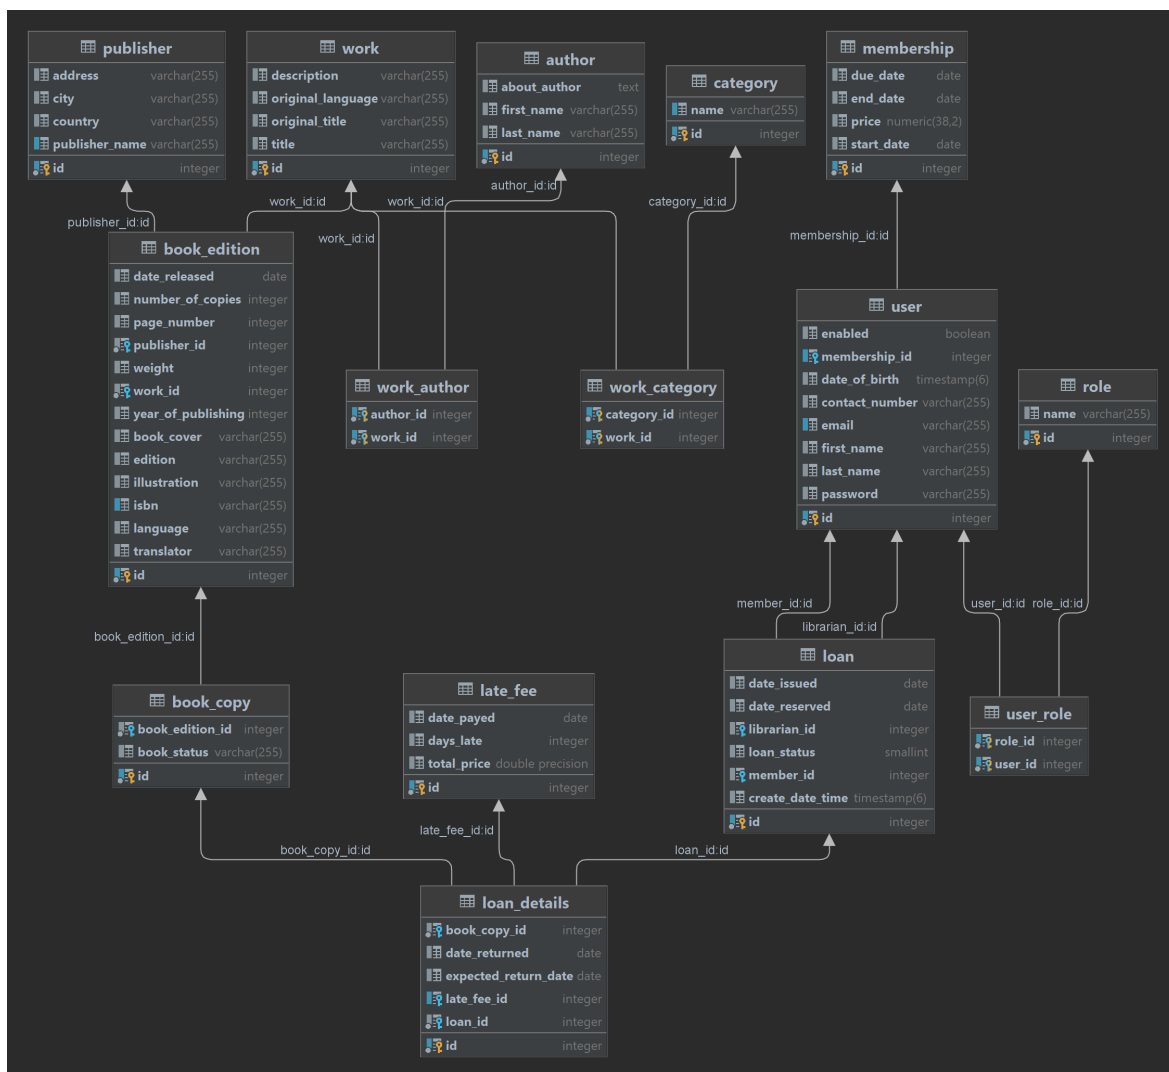 publisher
address varchar(255)
city varchar(255)
country varchar(255)
publisher_name varchar(255)
id integer
work
description varchar(255)
original_language varchar(255)
original_title varchar(255)
title varchar(255)
id integer
author
about_author text
first_name varchar(255)
last_name varchar(255)
id integer
category
name varchar(255)
id integer
membership
due_date date
end_date date
price numeric(38,2)
start_date date
id integer
publisher_id:id
work_id:id
work_id:id
work_id:id
author_id:id
category_id:id
membership_id:id
book_edition
date_released date
number_of_copies integer
page_number integer
publisher_id integer
weight integer
work_id integer
year_of_publishing integer
book_cover varchar(255)
edition varchar(255)
illustration varchar(255)
isbn varchar(255)
language varchar(255)
translator varchar(255)
id integer
work_author
author_id integer
work_id integer
work_category
category_id integer
work_id integer
user
enabled boolean
membership_id integer
date_of_birth timestamp(6)
contact_number varchar(255)
email varchar(255)
first_name varchar(255)
last_name varchar(255)
password varchar(255)
id integer
role
name varchar(255)
id integer
book_edition_id:id
member_id:id
librarian_id:id
user_id:id
role_id:id
book_copy
book_edition_id integer
book_status varchar(255)
id integer
late_fee
date_payed date
days_late integer
total_price double precision
id integer
loan
date_issued date
date_reserved date
librarian_id integer
loan_status smallint
member_id integer
create_date_time timestamp(6)
id integer
user_role
role_id integer
user_id integer
book_copy_id:id
late_fee_id:id
loan_id:id
loan_details
book_copy_id integer
date_returned date
expected_return_date date
late_fee_id integer
loan_id integer
id integer